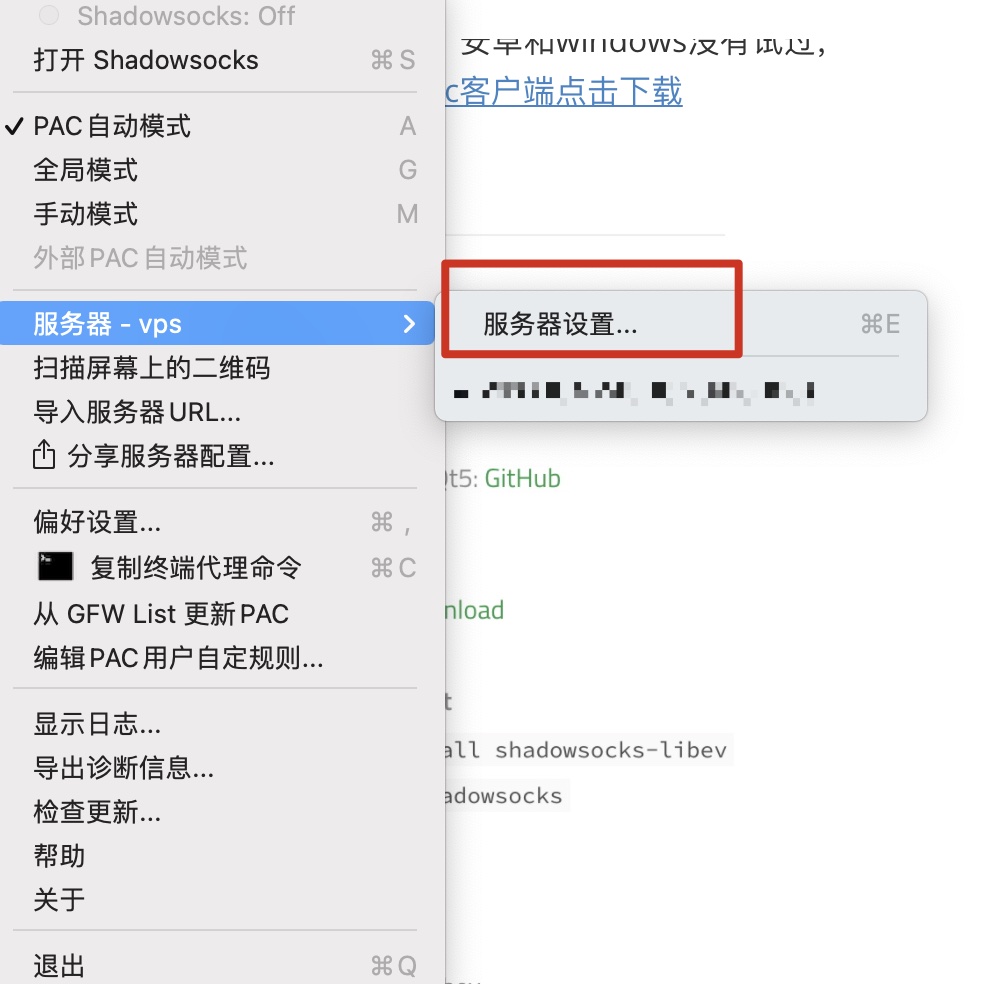 Shadowsocks: Off
打开 Shadowsocks ⌘ S
✓ PAC自动模式 A
全局模式 G
手动模式 M
外部PAC自动模式
服务器 - vps
扫描屏幕上的二维码
导入服务器URL...
分享服务器配置...
偏好设置... ⌘ ,
复制终端代理命令 ⌘ C
从 GFW List 更新PAC
编辑PAC用户自定规则...
显示日志...
导出诊断信息...
检查更新...
帮助
关于
退出 ⌘ Q
服务器设置... ⌘E
安卓和windows没有试过,
c客户端点击下载
t5: GitHub
nload
t
all shadowsocks-libev
adowsocks